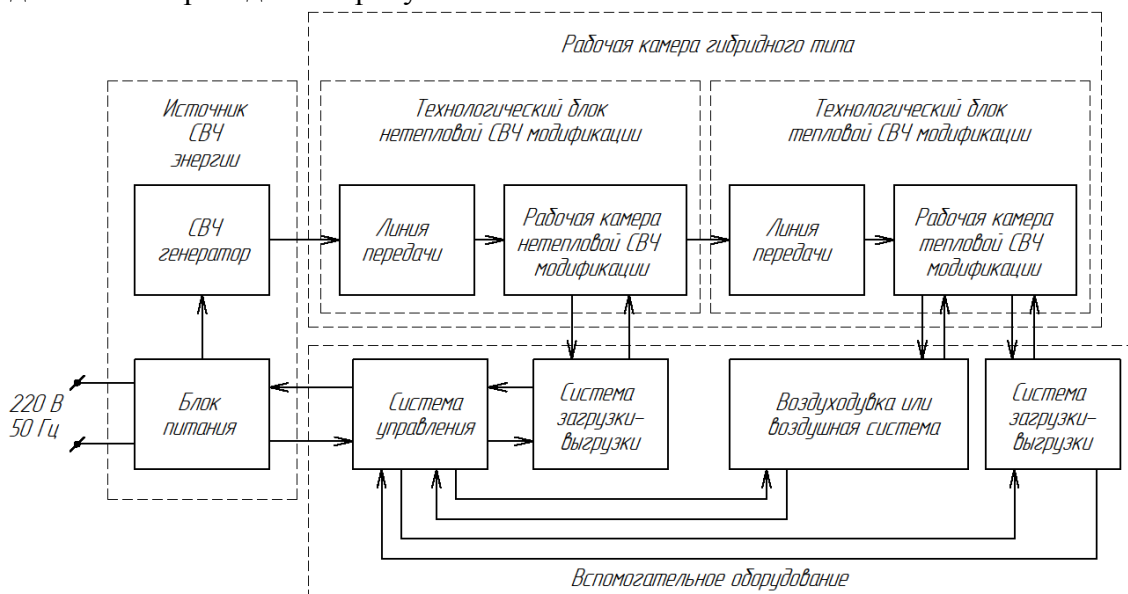 Рабочая камера гибридного типа
Источник
СВЧ
энергии
Технологический блок
нетепловой СВЧ модификации
Технологический блок
тепловой СВЧ модификации
СВЧ
генератор
Линия
передачи
Рабочая камера
нетепловой СВЧ
модификации
Линия
передачи
Рабочая камера
тепловой СВЧ
модификации
220 В
50 Гц
Блок
питания
Система
управления
Система
загрузки-
выгрузки
Воздуходувка или
воздушная система
Система
загрузки-
выгрузки
Вспомогательное оборудование